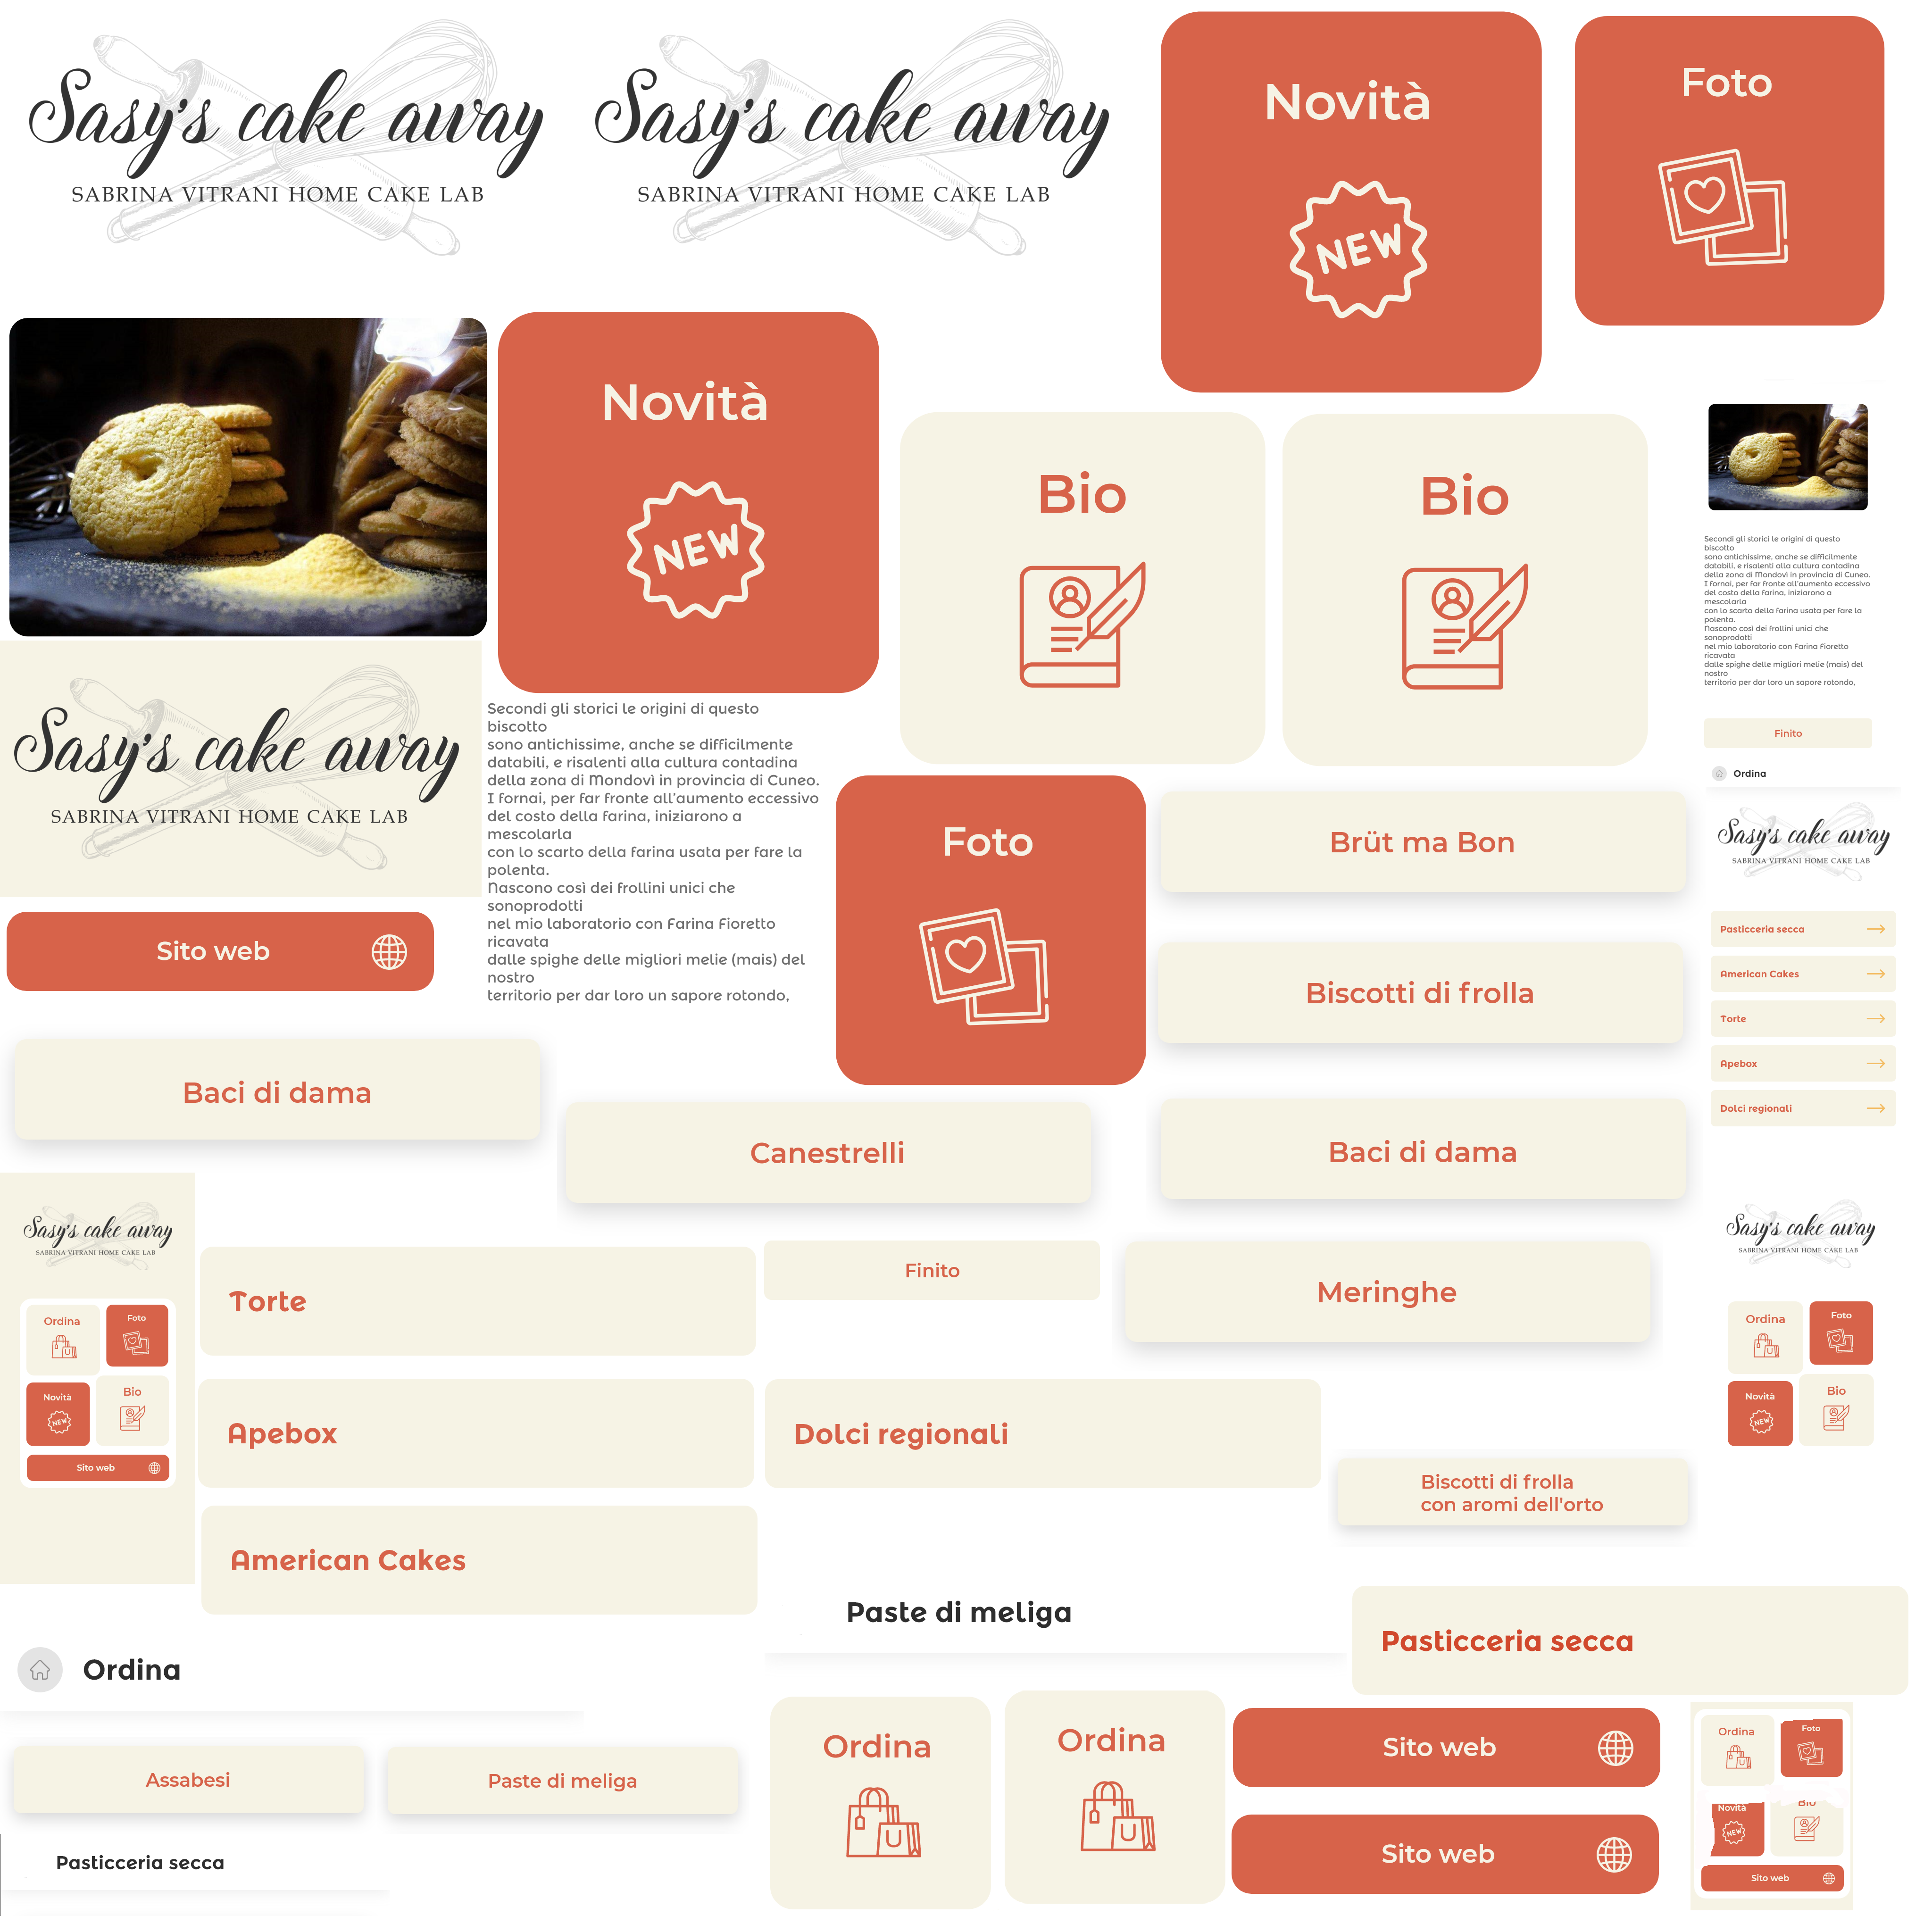 Sasy's cake away
SABRINA VITRANI HOME CAKE LAB
Sasy's cake away
SABRINA VITRANI HOME CAKE LAB
Novità
NEW
Foto
Novità
NEW
Bio
Bio
Secondi gli storici le origini di questo
biscotto
sono antichissime, anche se difficilmente
databili, e risalenti alla cultura contadina
della zona di Mondovì in provincia di Cuneo.
I fornai, per far fronte all'aumento eccessivo
del costo della farina, iniziarono a
mescolarla
con lo scarto della farina usata per fare la
polenta.
Nascono così dei frollini unici che
sonoprodotti
nel mio laboratorio con Farina Fioretto
ricavata
dalle spighe delle migliori melie (mais) del
nostro
territorio per dar loro un sapore rotondo,
Finito
Ordina
Sasy's cake away
SABRINA VITRANI HOME CAKE LAB
Pasticceria secca
American Cakes
Torte
Apebox
Dolci regionali
Sasy's cake away
SABRINA VITRANI HOME CAKE LAB
Secondi gli storici le origini di questo
biscotto
sono antichissime, anche se difficilmente
databili, e risalenti alla cultura contadina
della zona di Mondovì in provincia di Cuneo.
I fornai, per far fronte all'aumento eccessivo
del costo della farina, iniziarono a
mescolarla
con lo scarto della farina usata per fare la
polenta.
Nascono così dei frollini unici che
sonoprodotti
nel mio laboratorio con Farina Fioretto
ricavata
dalle spighe delle migliori melie (mais) del
nostro
territorio per dar loro un sapore rotondo,
Sito web
Foto
Brüt ma Bon
Biscotti di frolla
Baci di dama
Canestrelli
Baci di dama
Sasy's cake away
SABRINA VITRANI HOME CAKE LAB
Ordina
Foto
Novità
NEW
Bio
Sito web
Torte
Finito
Meringhe
Sasy's cake away
SABRINA VITRANI HOME CAKE LAB
Ordina
Foto
Novità
NEW
Bio
Apebox
Dolci regionali
Biscotti di frolla
con aromi dell'orto
American Cakes
Paste di meliga
Pasticceria secca
Ordina
Assabesi
Paste di meliga
Pasticceria secca
Ordina
Ordina
Sito web
Sito web
Ordina
Foto
Novità
NEW
Bio
Sito web